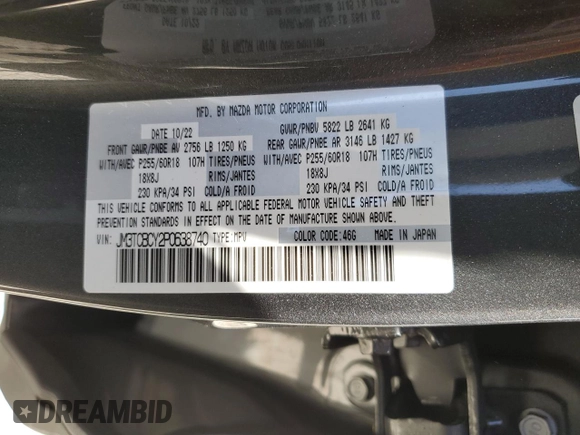 MFD. BY MAZDA MOTOR CORPORATION
DATE 10/22 GVWR/PNBV 5822 LB 2641 KG
FRONT GAWR/PNBE AV 2756 LB 1250 KG REAR GAWR/PNBE AR 3146 LB 1427 KG
WITH/AVEC P255/60R18 107H TIRES/PNEUS WITH/AVEC P255/60R18 107H TIRES/PNEUS
18X8J RIMS/JANTES 18X8J RIMS/JANTES
230 KPA/34 PSI COLD/A FROID 230 KPA/34 PSI COLD/A FROID
THIS VEHICLE CONFORMS TO ALL APPLICABLE FEDERAL MOTOR VEHICLE SAFETY AND THEFT
PREVENTION STANDARDS IN EFFECT ON THE DATE OF MANUFACTURE SHOWN ABOVE.
VIN: JM3TCBCY2P0638740 TYPE: MPV COLOR CODE: 46G MADE IN JAPAN
DREAMBID